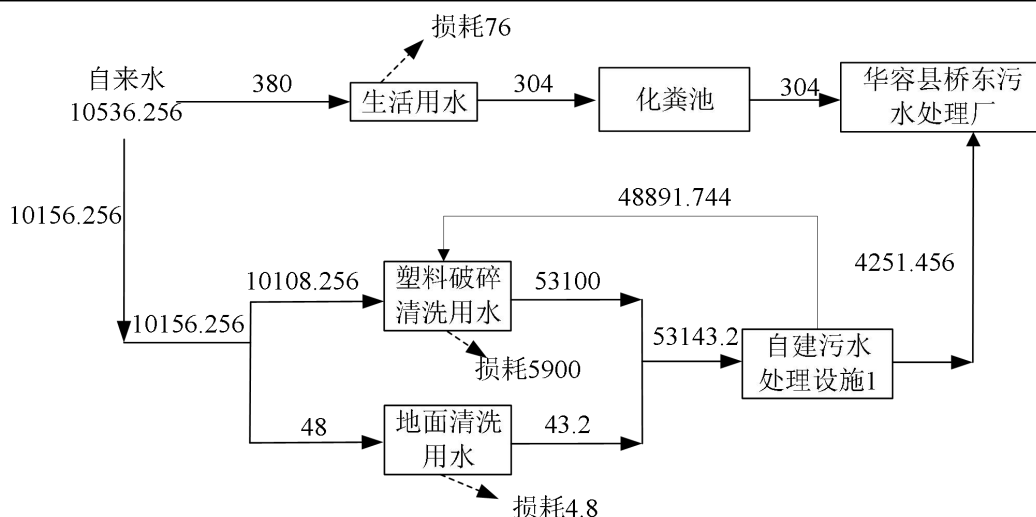 损耗76
自来水
10536.256
380
生活用水
304
化粪池
304
华容县桥东污
水处理厂
10156.256
48891.744
4251.456
10108.256
塑料破碎
清洗用水
53100
10156.256
53143.2
自建污水
处理设施1
损耗5900
48
地面清洗
用水
43.2
损耗4.8